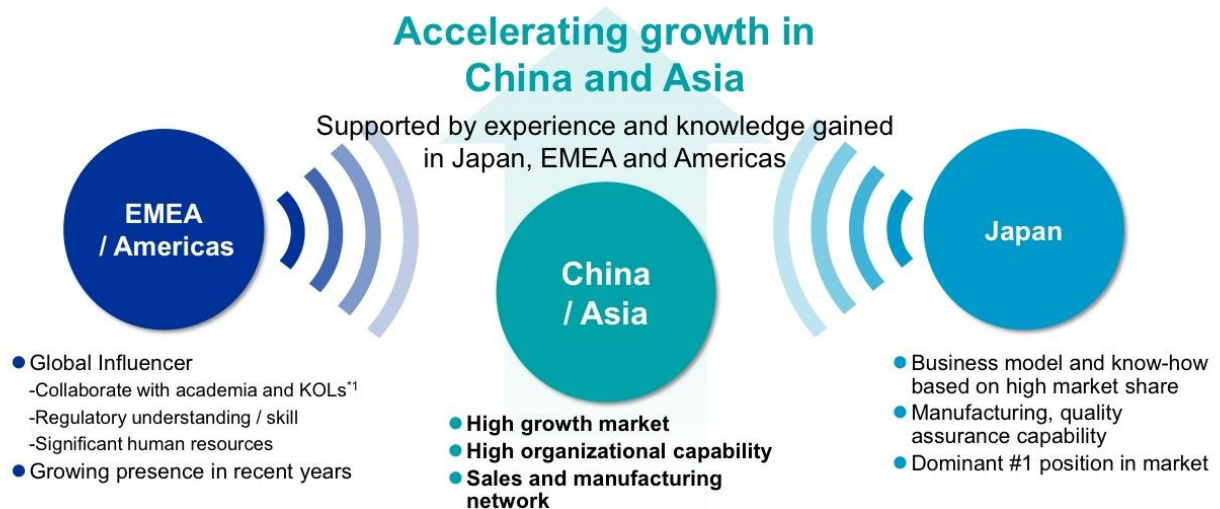 Accelerating growth in
China and Asia
Supported by experience and knowledge gained
in Japan, EMEA and Americas
EMEA
/ Americas
● Global Influencer
-Collaborate with academia and KOLs*1
-Regulatory understanding / skill
-Significant human resources
● Growing presence in recent years
China
/ Asia
● High growth market
● High organizational capability
● Sales and manufacturing
network
Japan
● Business model and know-how
based on high market share
● Manufacturing, quality
assurance capability
● Dominant #1 position in market